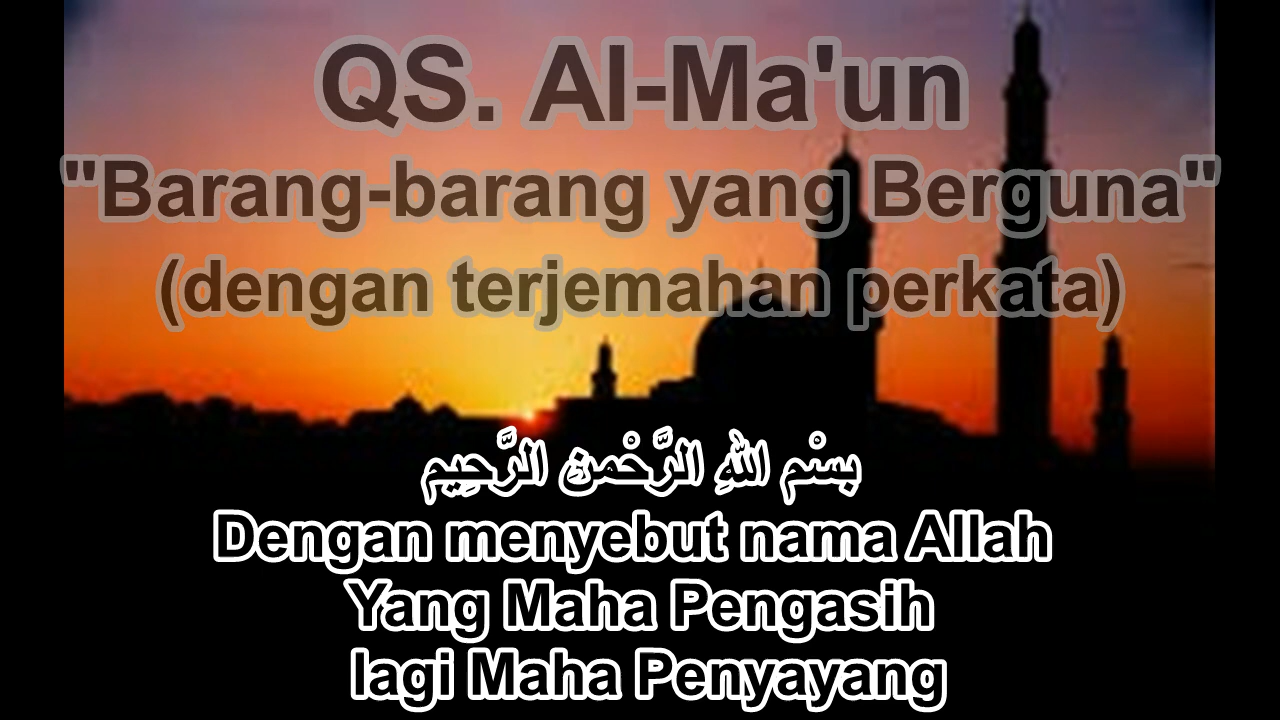 QS. Al-Ma'un
"Barang-barang yang Berguna"
(dengan terjemahan perkata)
بِسْمِ اللهِ الرَّحْمنِ الرَّحِيمِ
Dengan menyebut nama Allah
Yang Maha Pengasih
lagi Maha Penyayang